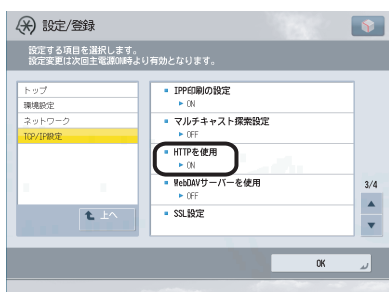 設定/登録
設定する項目を選択します。
設定変更は次回主電源ON時より有効となります。
トップ
環境設定
ネットワーク
TCP/IP設定
上へ
IPP印刷の設定
ON
マルチキャスト探索設定
OFF
HTTPを使用
ON
WebDAVサーバーを使用
OFF
SSL設定
3/4
OK